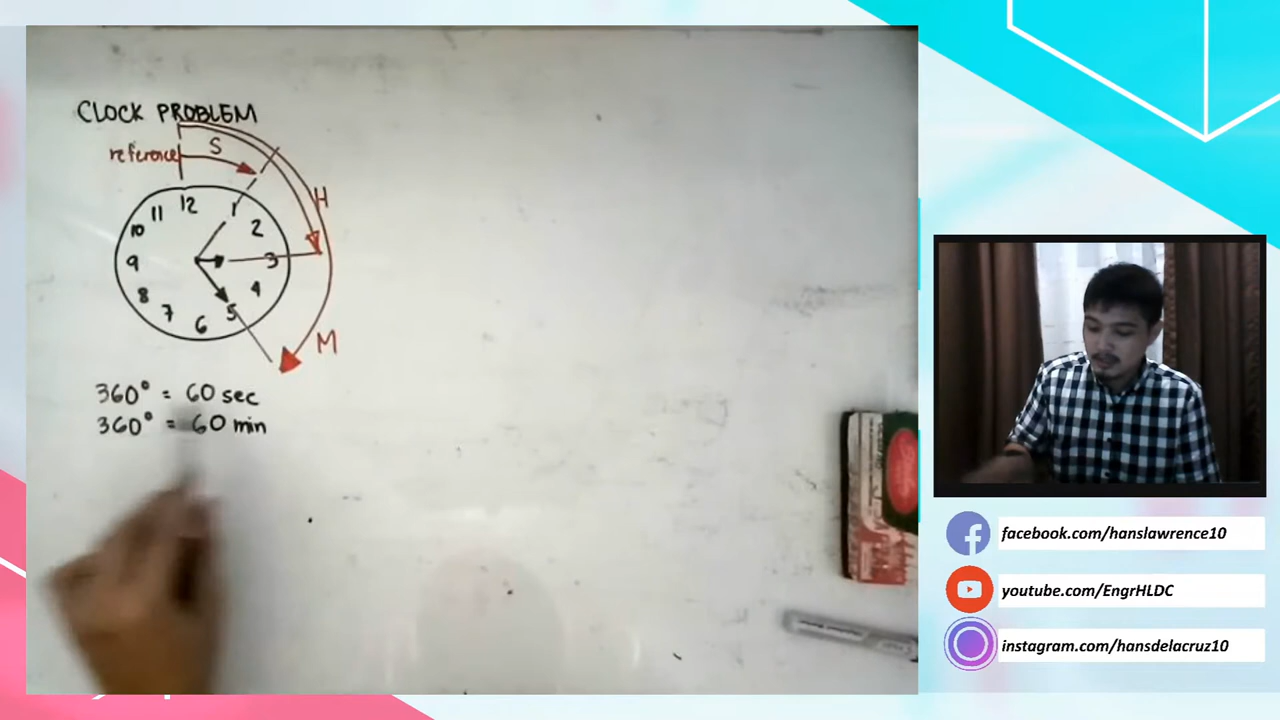 CLOCK PROBLEM
reference
S
H
M
12
11
1
10
2
9
3
8
4
7
5
6
360° = 60 sec
360° = 60 min
facebook.com/hanslawrence10
youtube.com/EngrHLDC
instagram.com/hansdelacruz10